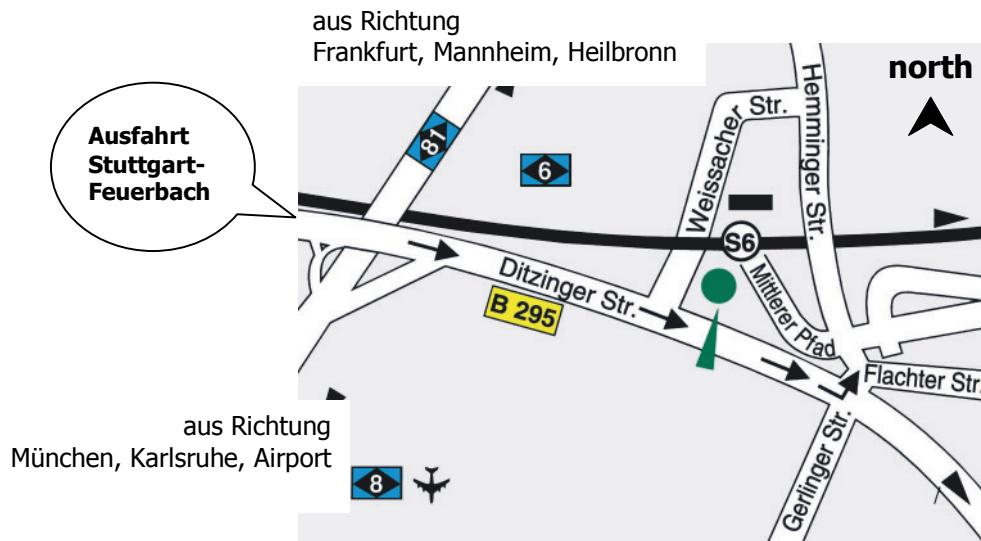 aus Richtung
Frankfurt, Mannheim, Heilbronn
north
Ausfahrt
Stuttgart-
Feuerbach
81
6
Weissacher Str.
Hemminger Str.
S6
Mittlerer Pfad
Ditzinger Str.
B 295
Flachter Str.
Gerlinger Str.
aus Richtung
München, Karlsruhe, Airport
8